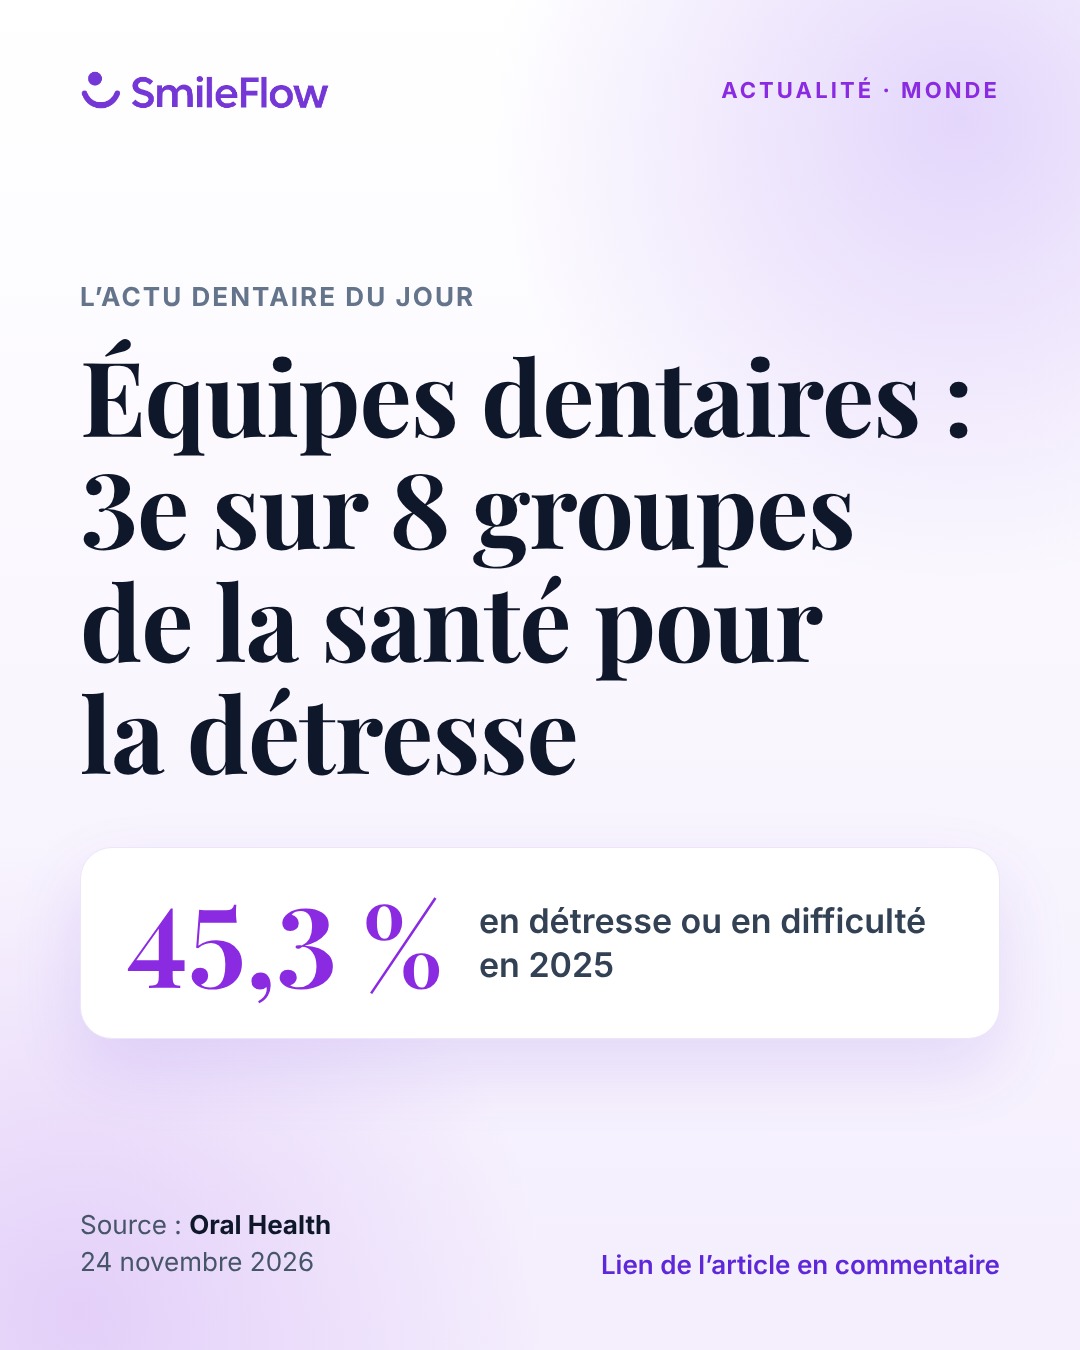 SmileFlow
ACTUALITÉ · MONDE
L’ACTU DENTAIRE DU JOUR
Équipes dentaires :
3e sur 8 groupes
de la santé pour
la détresse
45,3 %
en détresse ou en difficulté
en 2025
Source : Oral Health
24 novembre 2026
Lien de l’article en commentaire